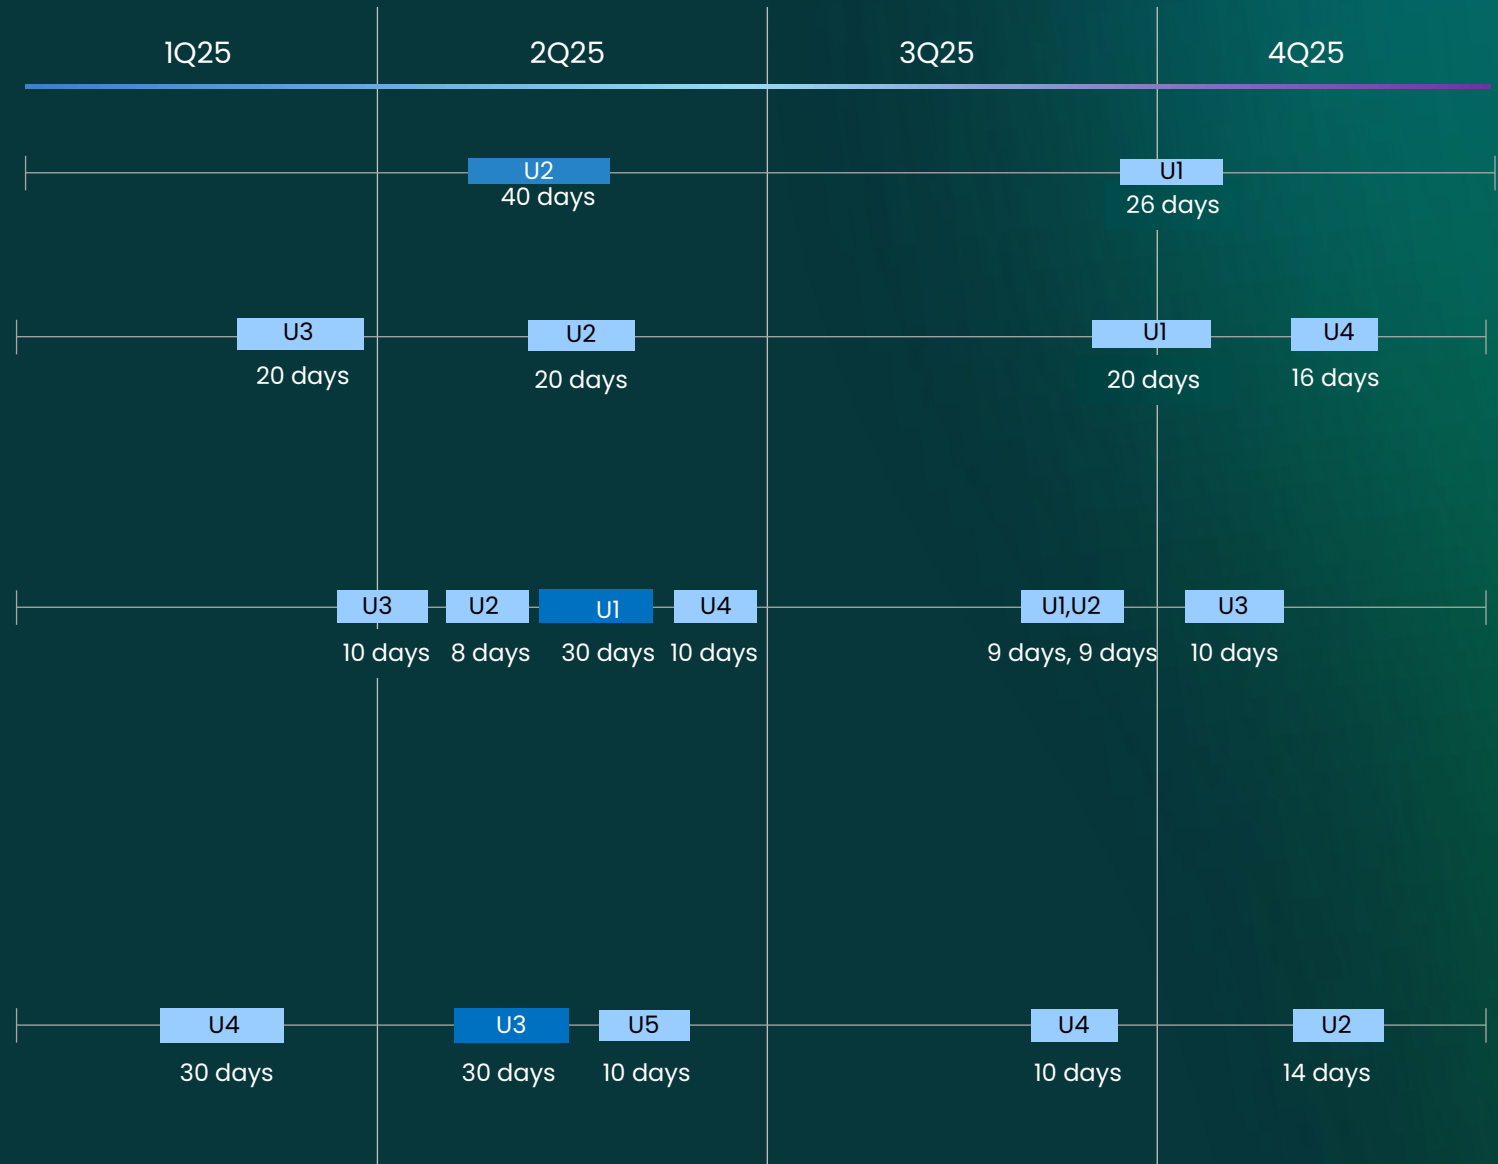 1Q25 2Q25 3Q25 4Q25
U2 U1
40 days 26 days
U3 U2 U1 U4
20 days 20 days 20 days 16 days
U3 U2 U1 U4 U1,U2 U3
10 days 8 days 30 days 10 days 9 days, 9 days 10 days
U4 U3 U5 U4 U2
30 days 30 days 10 days 10 days 14 days